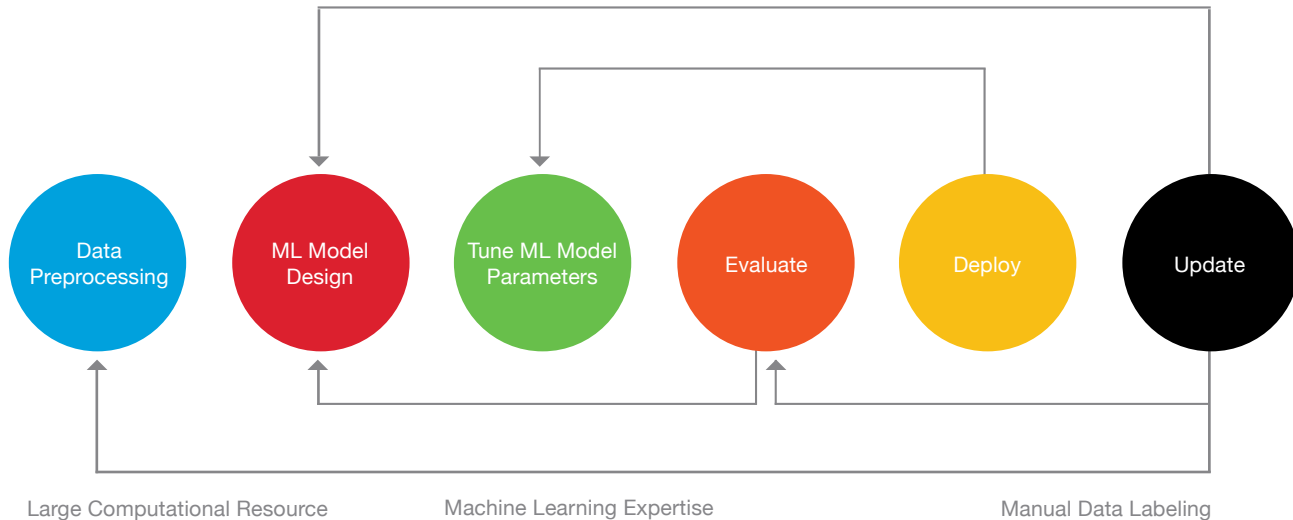 Data
Preprocessing
ML Model
Design
Tune ML Model
Parameters
Evaluate
Deploy
Update
Large Computational Resource
Machine Learning Expertise
Manual Data Labeling